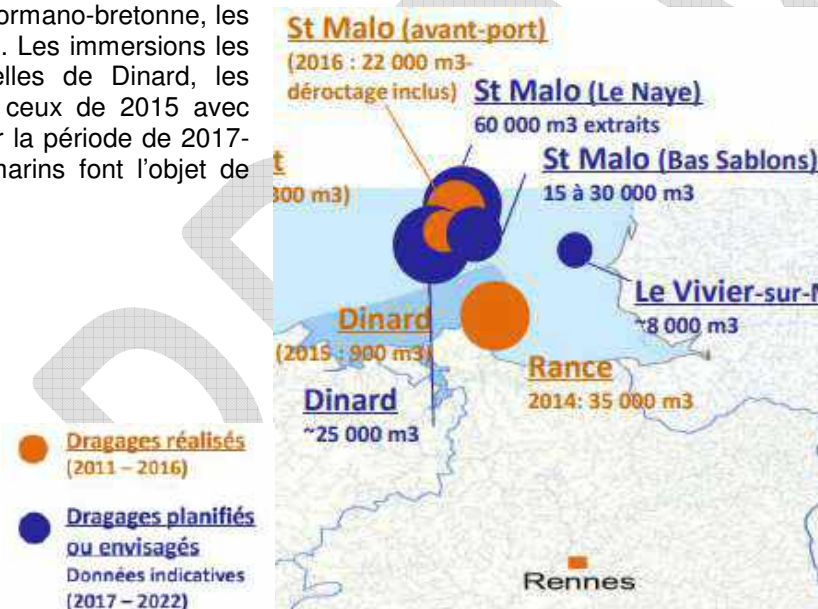 ormano-bretonne, les
. Les immersions les
elles de Dinard, les
ceux de 2015 avec
r la période de 2017-
marins font l'objet de
St Malo (avant-port)
(2016 : 22 000 m3-
déroctage inclus)
St Malo (Le Naye)
60 000 m3 extraits
St Malo (Bas Sablons)
15 à 30 000 m3
t
300 m3)
Le Vivier-sur-M
~8 000 m3
Dinard
(2015 : 900 m3)
Rance
2014: 35 000 m3
Dinard
~25 000 m3
Dragages réalisés
(2011 – 2016)
Dragages planifiés
ou envisagés
Données indicatives
(2017 – 2022)
Rennes